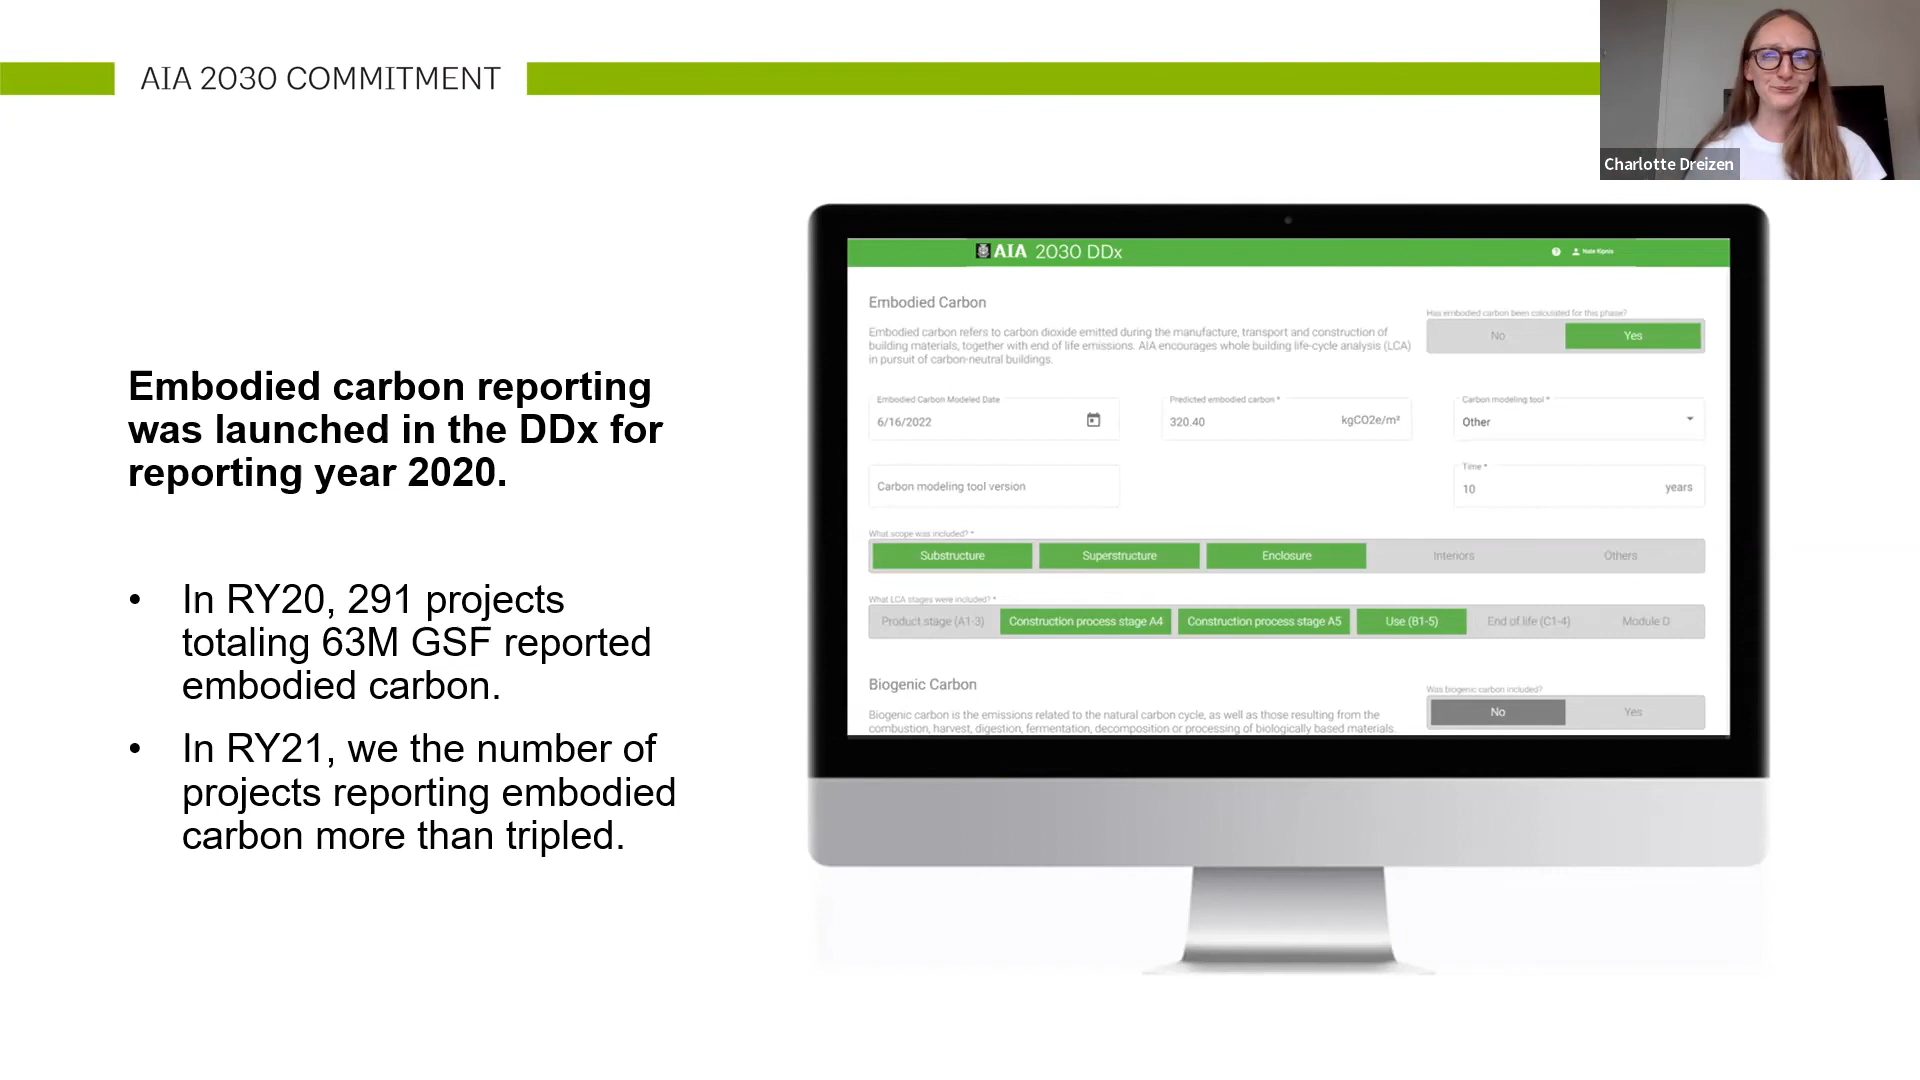 AIA 2030 COMMITMENT
Charlotte Dreizen
Embodied carbon reporting
was launched in the DDx for
reporting year 2020.
• In RY20, 291 projects
totaling 63M GSF reported
embodied carbon.
• In RY21, we the number of
projects reporting embodied
carbon more than tripled.
AIA 2030 DDx
Nate Kipnis
Embodied Carbon
Has embodied carbon been calculated for this phase?
No Yes
Embodied carbon refers to carbon dioxide emitted during the manufacture, transport and construction of
building materials, together with end of life emissions. AIA encourages whole building life-cycle analysis (LCA)
in pursuit of carbon-neutral buildings.
Embodied Carbon Modeled Date Predicted embodied carbon * Carbon modeling tool *
6/16/2022 320.40 kgCO2e/m² Other
Time *
Carbon modeling tool version 10 years
What scope was included? *
Substructure Superstructure Enclosure Interiors Others
What LCA stages were included? *
Product stage (A1-3) Construction process stage A4 Construction process stage A5 Use (B1-5) End of life (C1-4) Module D
Biogenic Carbon
Was biogenic carbon included?
No Yes
Biogenic carbon is the emissions related to the natural carbon cycle, as well as those resulting from the
combustion, harvest, digestion, fermentation, decomposition or processing of biologically based materials.